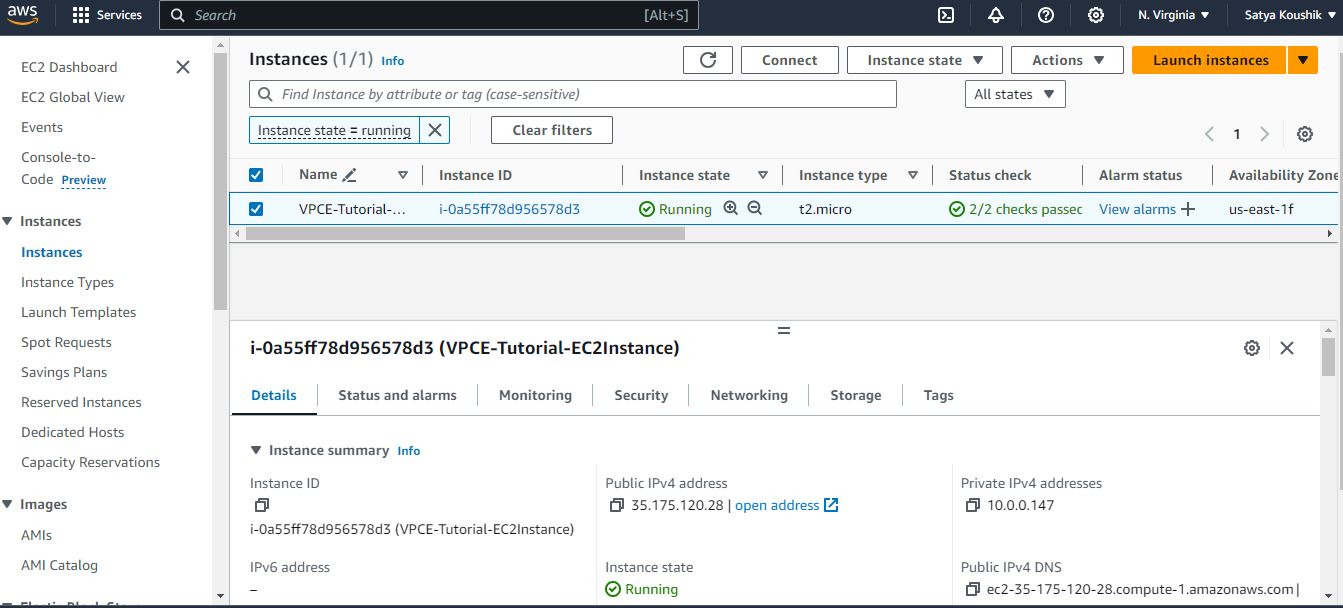 aws Services Search [Alt+S] N. Virginia Satya Koushik
EC2 Dashboard
EC2 Global View
Events
Console-to-
Code Preview
Instances
Instances
Instance Types
Launch Templates
Spot Requests
Savings Plans
Reserved Instances
Dedicated Hosts
Capacity Reservations
Images
AMIs
AMI Catalog
Instances (1/1) Info Connect Instance state Actions Launch instances
Find Instance by attribute or tag (case-sensitive) All states
Instance state = running Clear filters 1
Name Instance ID Instance state Instance type Status check Alarm status Availability Zone
VPCE-Tutorial-... i-0a55ff78d956578d3 Running t2.micro 2/2 checks passed View alarms us-east-1f
i-0a55ff78d956578d3 (VPCE-Tutorial-EC2Instance)
Details Status and alarms Monitoring Security Networking Storage Tags
Instance summary Info
Instance ID Public IPv4 address Private IPv4 addresses
35.175.120.28 | open address 10.0.0.147
i-0a55ff78d956578d3 (VPCE-Tutorial-EC2Instance)
IPv6 address Instance state Public IPv4 DNS
– Running ec2-35-175-120-28.compute-1.amazonaws.com |